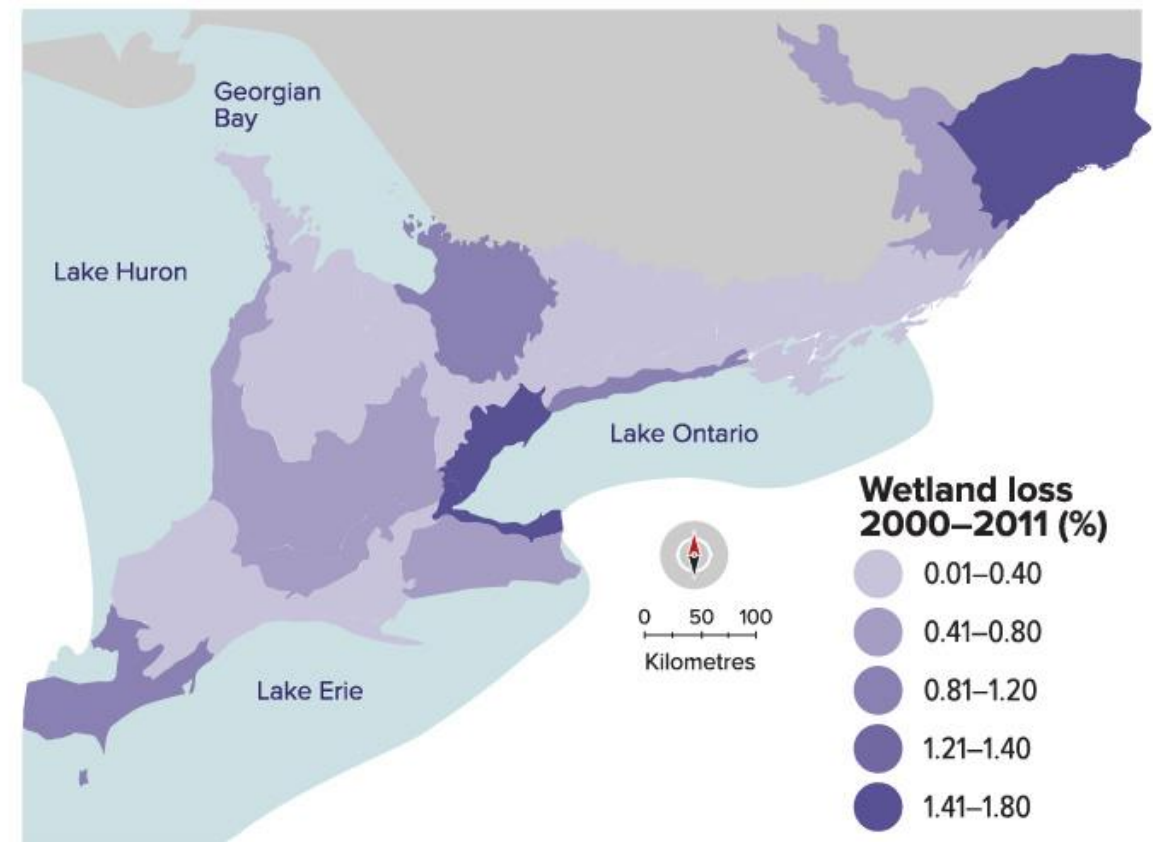 Georgian
Bay
Lake Huron
Lake Ontario
Lake Erie
0 50 100
Kilometres
Wetland loss
2000–2011 (%)
0.01–0.40
0.41–0.80
0.81–1.20
1.21–1.40
1.41–1.80